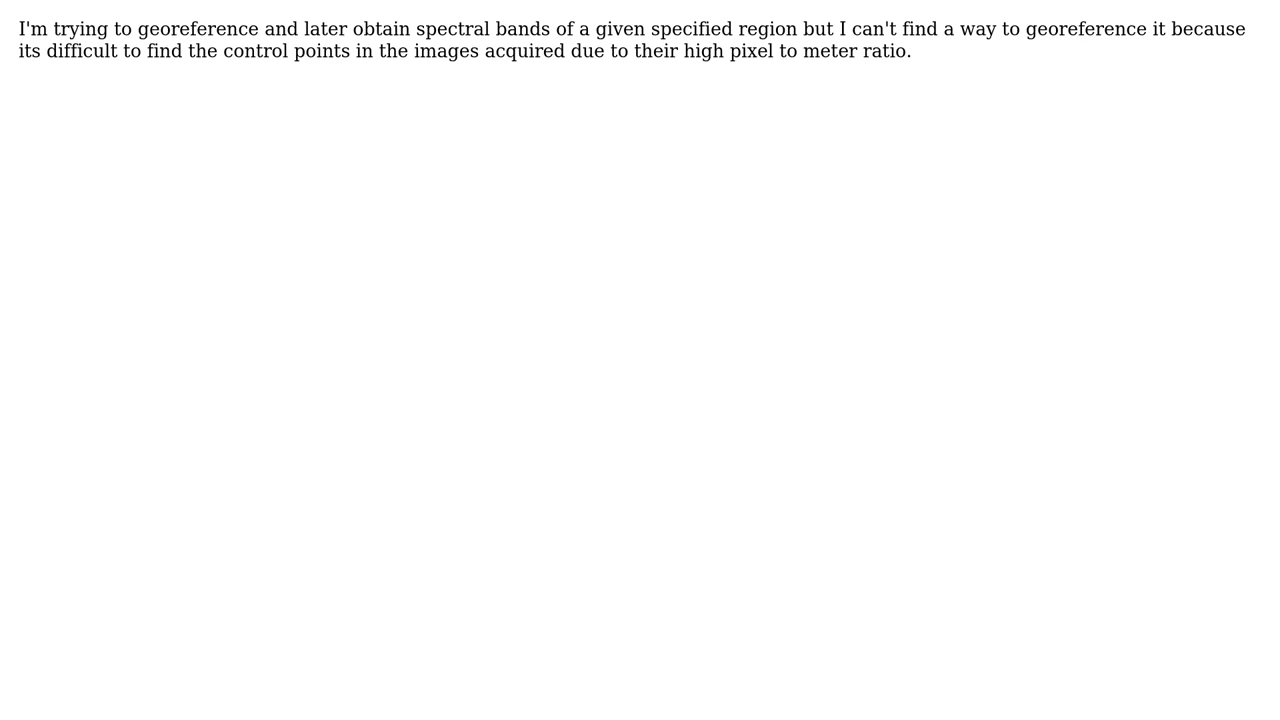 I'm trying to georeference and later obtain spectral bands of a given specified region but I can't find a way to georeference it because
its difficult to find the control points in the images acquired due to their high pixel to meter ratio.